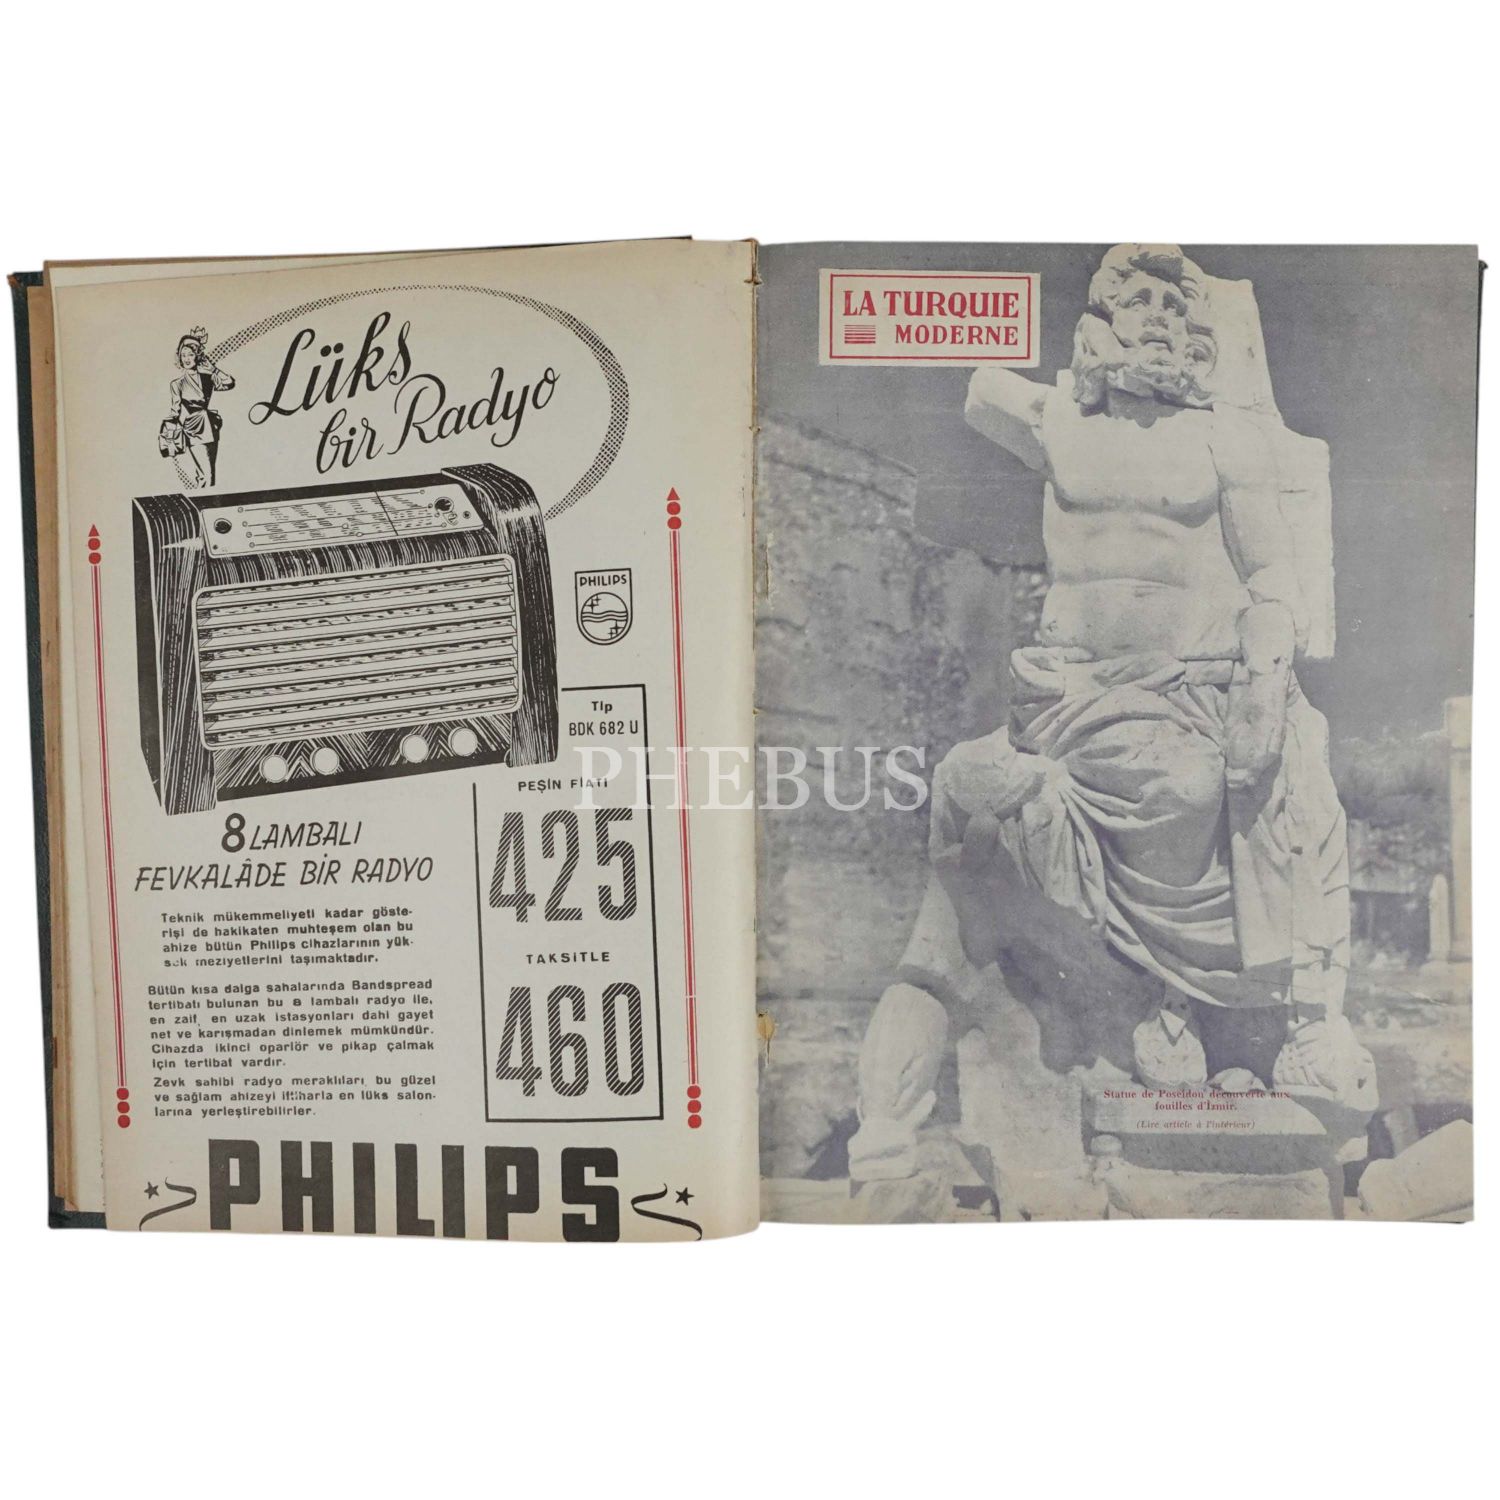 Lüks
bir Radyo
PHILIPS
Tip
BDK 682 U
PEŞİN FİATI
425
TAKSİTLE
460
8 LAMBALI
FEVKALÂDE BİR RADYO
Teknik mükemmeliyeti kadar göste-
rişi de hakikaten muhteşem olan bu
ahize bütün Philips cihazlarının yük-
sek meziyetlerini taşımaktadır.
Bütün kısa dalga sahalarında Bandspread
tertibatı bulunan bu 8 lambalı radyo ile,
en zaif, en uzak istasyonları dahi gayet
net ve karışmadan dinlemek mümkündür.
Cihazda ikinci oparlör ve pikap çalmak
için tertibat vardır.
Zevk sahibi radyo meraklıları bu güzel
ve sağlam ahizeyi iftiharla en lüks salon-
larına yerleştirebilirler.
PHILIPS
LA TURQUIE
MODERNE
Statue de Poseidon découverte aux
fouilles d'İzmir.
(Lire article à l'intérieur)
PHEBUS